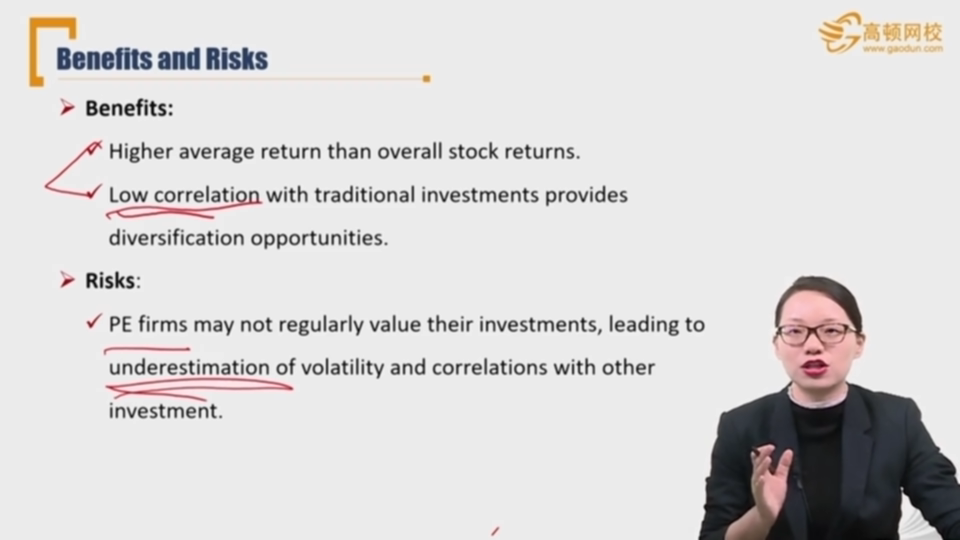 高顿网校
www.gaodun.com
Benefits and Risks
Benefits:
Higher average return than overall stock returns.
Low correlation with traditional investments provides
diversification opportunities.
Risks:
PE firms may not regularly value their investments, leading to
underestimation of volatility and correlations with other
investment.